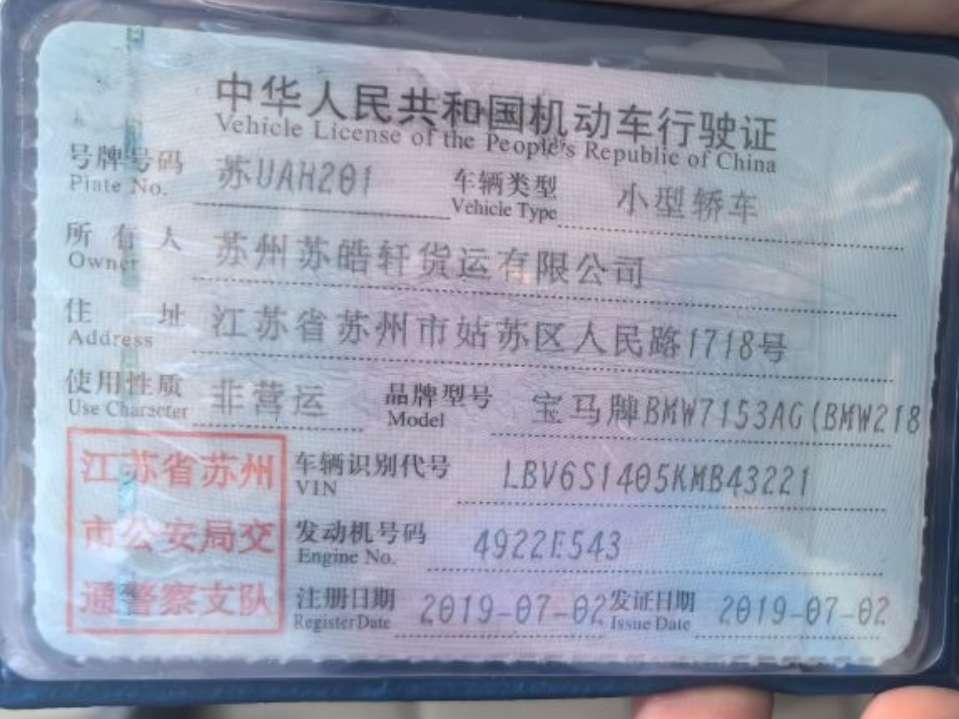 中华人民共和国机动车行驶证
Vehicle License of the People's Republic of China
号牌号码 苏UAH201 车辆类型 小型轿车
Plate No. Vehicle Type
所有人 苏州苏皓轩货运有限公司
Owner
住址 江苏省苏州市姑苏区人民路1718号
Address
使用性质 非营运 品牌型号 宝马牌BMW7153AG(BMW218
Use Character Model
江苏省苏州
市公安局交
通警察支队
车辆识别代号 LBV6S1405KMB43221
VIN
发动机号码 4922E543
Engine No.
注册日期 2019-07-02 发证日期 2019-07-02
Register Date Issue Date